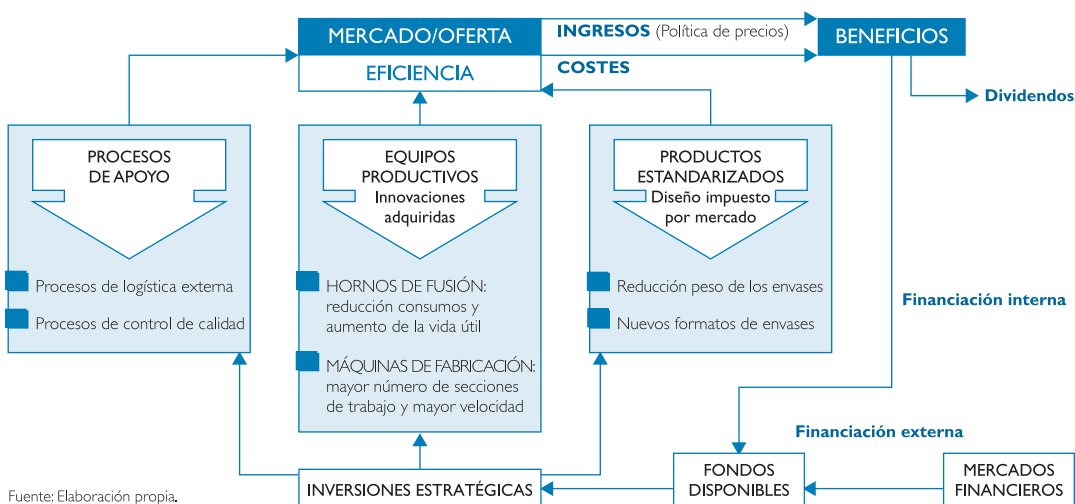 MERCADO/OFERTA
EFICIENCIA
INGRESOS (Política de precios)
COSTES
BENEFICIOS
Dividendos
PROCESOS
DE APOYO
Procesos de logística externa
Procesos de control de calidad
EQUIPOS
PRODUCTIVOS
Innovaciones
adquiridas
HORNOS DE FUSIÓN:
reducción consumos y
aumento de la vida útil
MÁQUINAS DE FABRICACIÓN:
mayor número de secciones
de trabajo y mayor velocidad
PRODUCTOS
ESTANDARIZADOS
Diseño impuesto
por mercado
Reducción peso de los envases
Nuevos formatos de envases
Financiación interna
Financiación externa
INVERSIONES ESTRATÉGICAS
FONDOS
DISPONIBLES
MERCADOS
FINANCIEROS
Fuente: Elaboración propia.